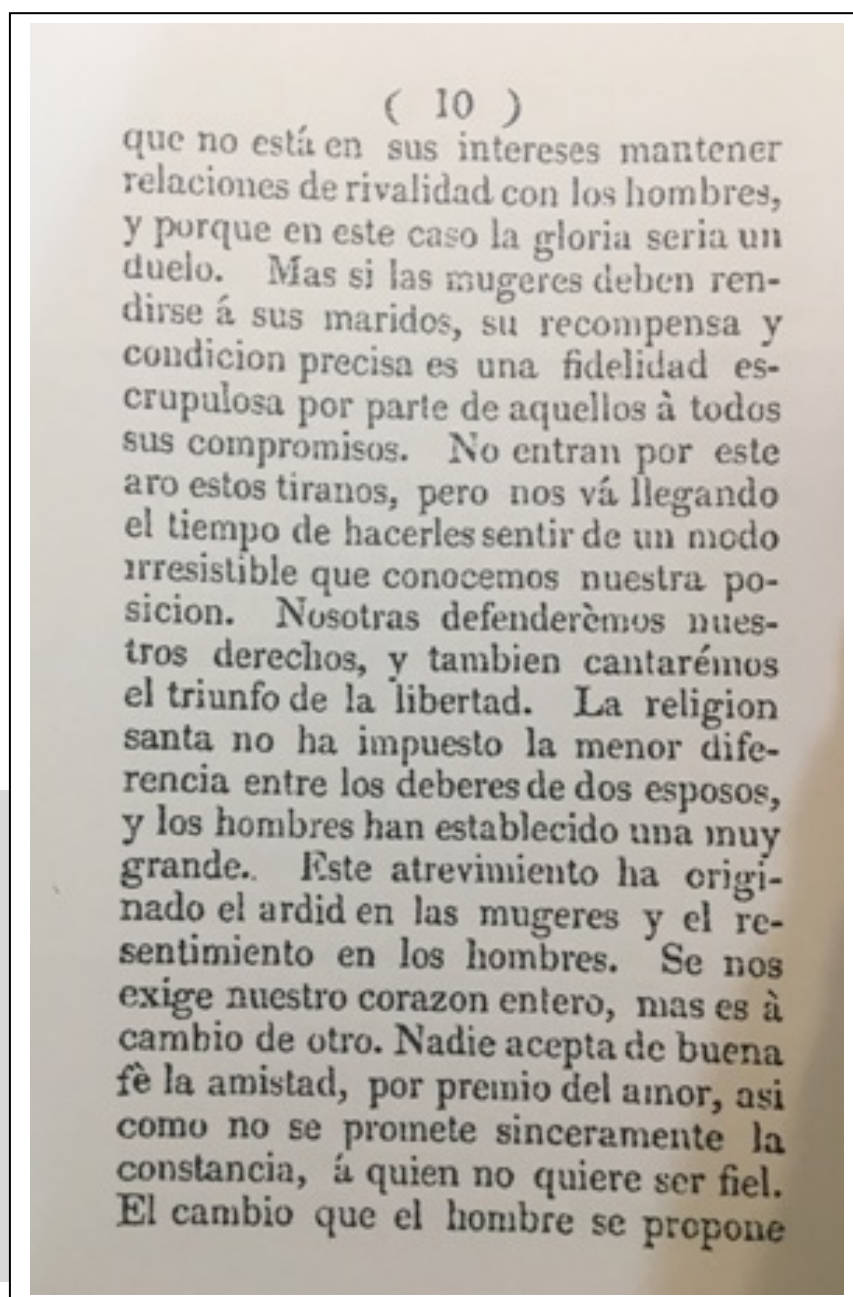 ( 10 )
que no está en sus intereses mantener
relaciones de rivalidad con los hombres,
y porque en este caso la gloria seria un
duelo. Mas si las mugeres deben ren-
dirse á sus maridos, su recompensa y
condicion precisa es una fidelidad es-
crupulosa por parte de aquellos à todos
sus compromisos. No entran por este
aro estos tiranos, pero nos vá llegando
el tiempo de hacerles sentir de un modo
irresistible que conocemos nuestra po-
sicion. Nosotras defenderèmos nues-
tros derechos, y tambien cantarémos
el triunfo de la libertad. La religion
santa no ha impuesto la menor dife-
rencia entre los deberes de dos esposos,
y los hombres han establecido una muy
grande. Este atrevimiento ha origi-
nado el ardid en las mugeres y el re-
sentimiento en los hombres. Se nos
exige nuestro corazon entero, mas es à
cambio de otro. Nadie acepta de buena
fè la amistad, por premio del amor, asi
como no se promete sinceramente la
constancia, á quien no quiere ser fiel.
El cambio que el hombre se propone